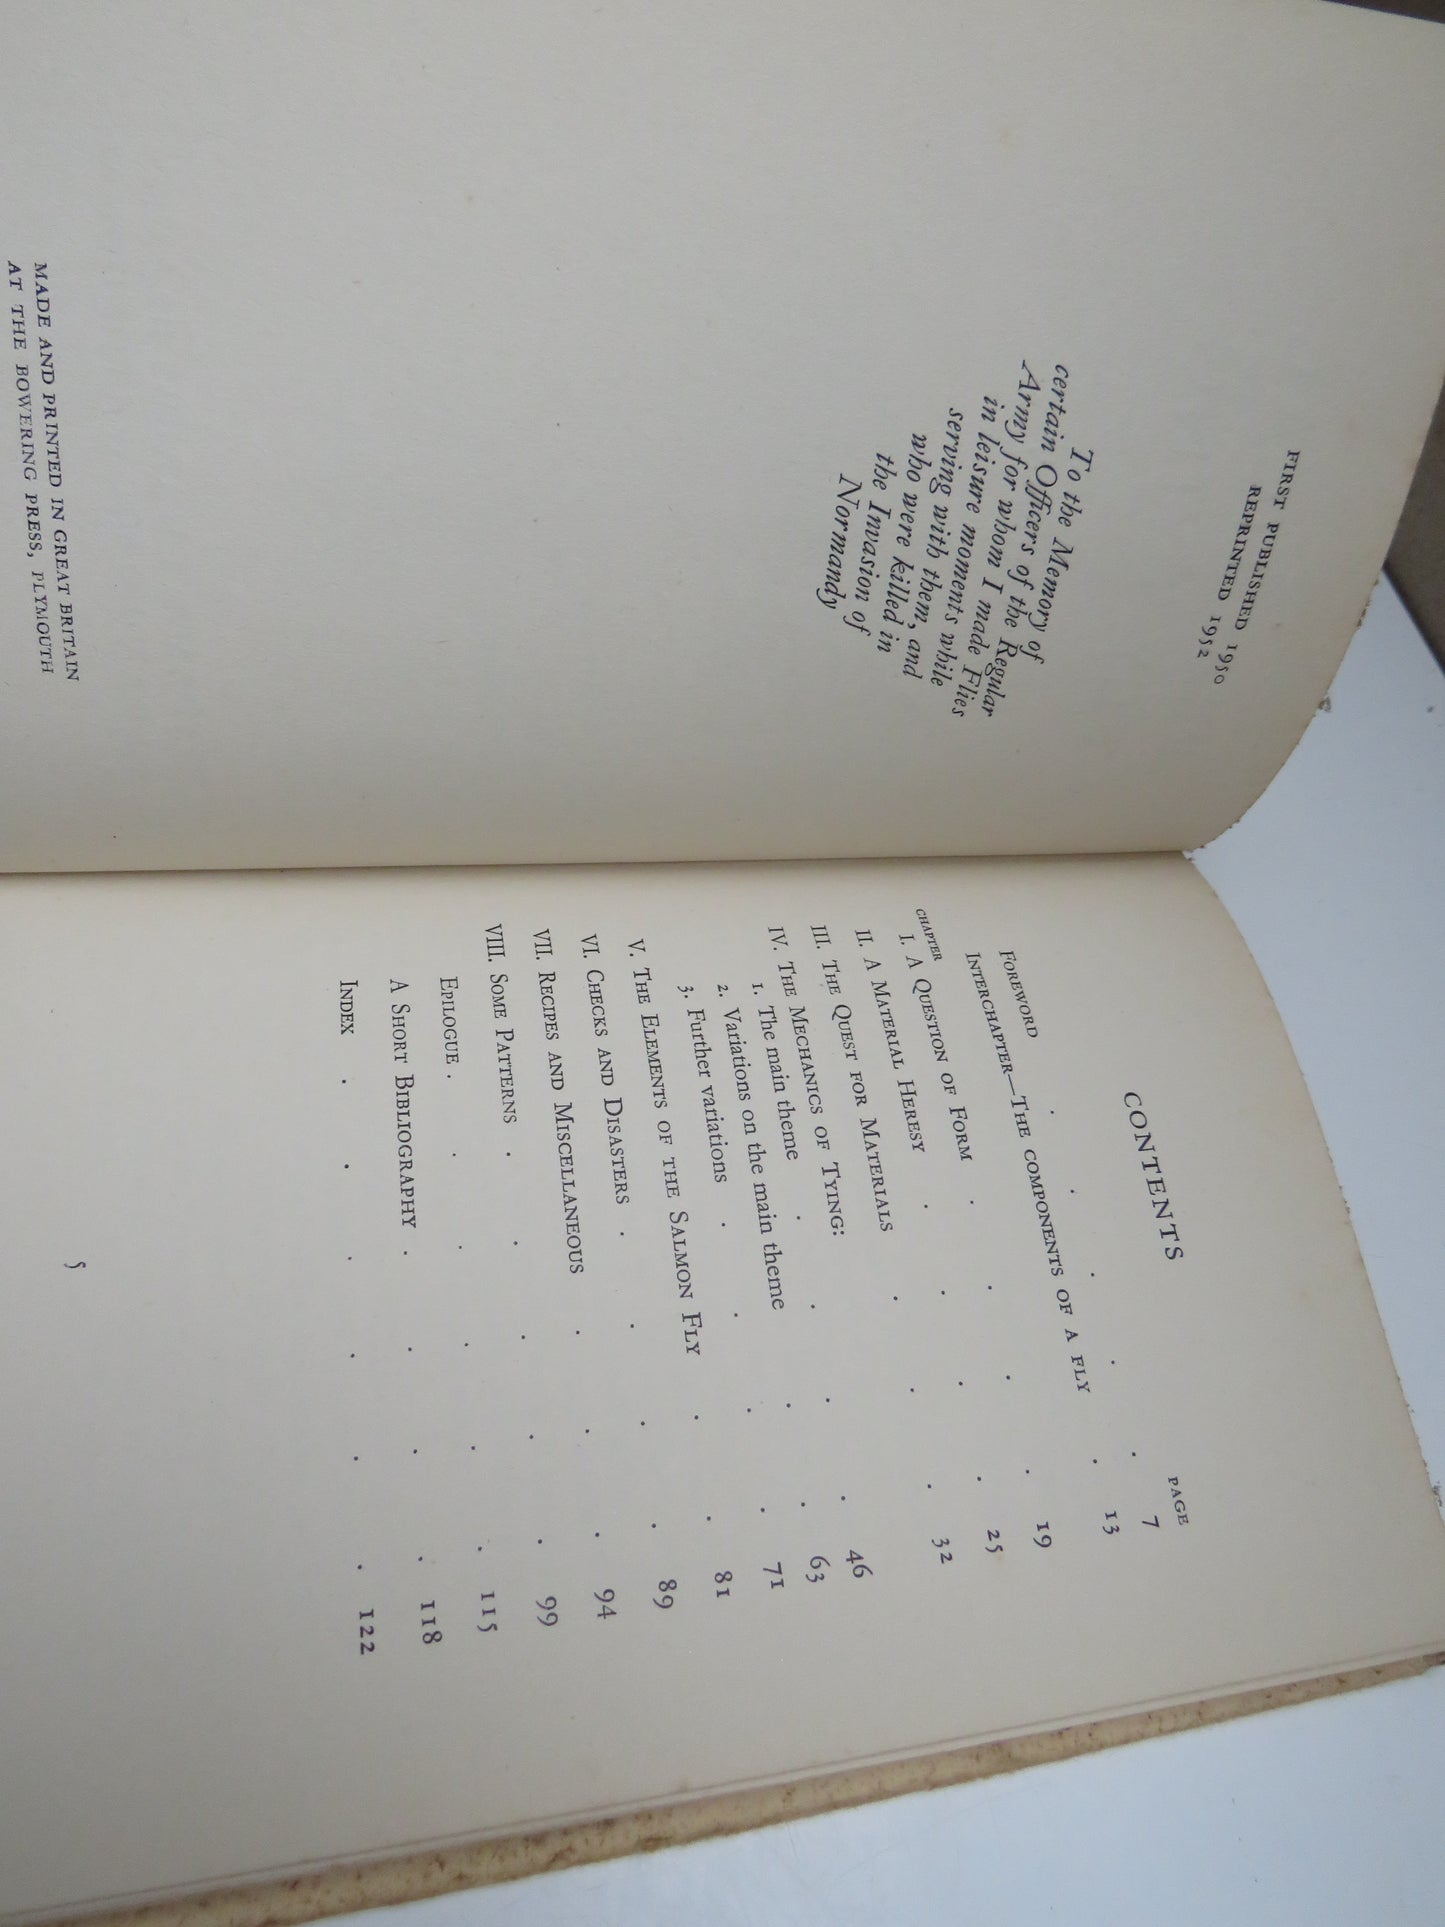 FIRST PUBLISHED 1950
REPRINTED 1952
To the Memory of
certain Officers of the Regular
Army for whom I made Flies
in leisure moments while
serving with them, and
who were killed in
the Invasion of
Normandy
MADE AND PRINTED IN GREAT BRITAIN
AT THE BOWERING PRESS, PLYMOUTH
CONTENTS
PAGE
FOREWORD . . . . . 7
INTERCHAPTER—THE COMPONENTS OF A FLY . 13
CHAPTER
I. A QUESTION OF FORM . . . . 19
II. A MATERIAL HERESY . . . . 25
III. THE QUEST FOR MATERIALS . . . 32
IV. THE MECHANICS OF TYING:
1. The main theme . . . . 46
2. Variations on the main theme . . 63
3. Further variations . . . . 71
V. THE ELEMENTS OF THE SALMON FLY . . 81
VI. CHECKS AND DISASTERS . . . . 89
VII. RECIPES AND MISCELLANEOUS . . . 94
VIII. SOME PATTERNS . . . . . 99
EPILOGUE . . . . . . 115
A SHORT BIBLIOGRAPHY . . . . 118
INDEX . . . . . . 122
5